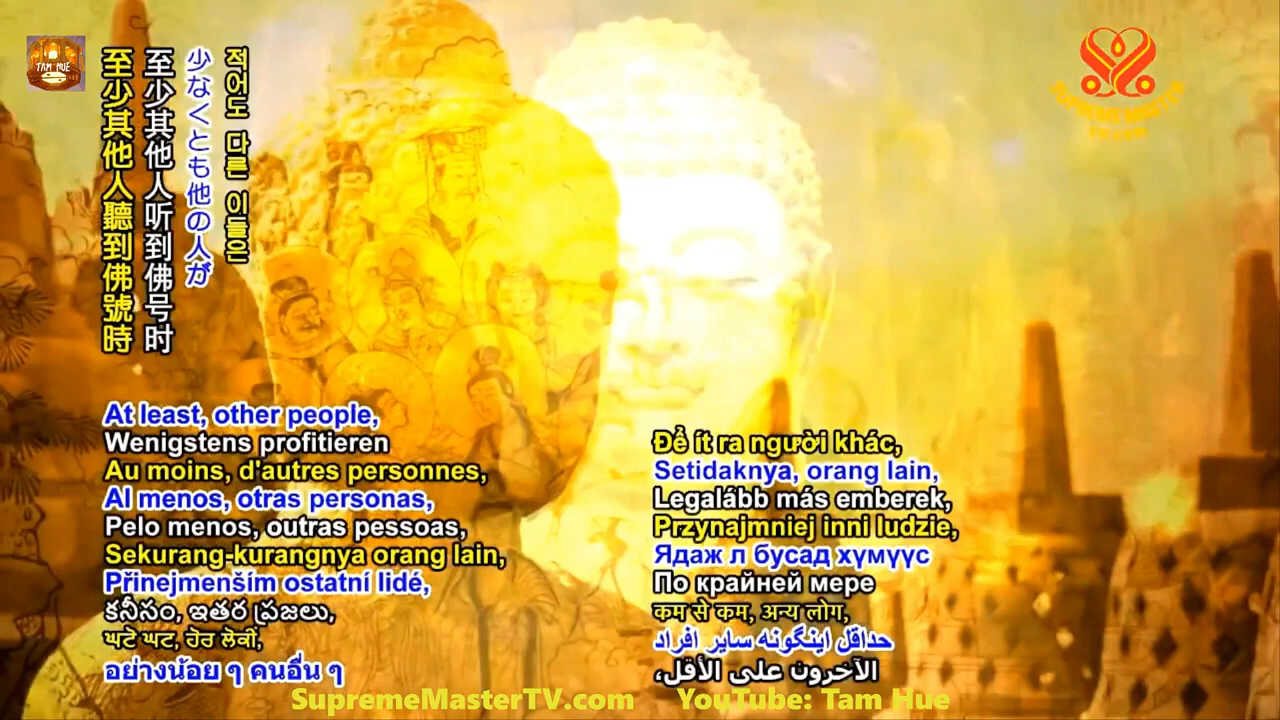 TAM HUE
적어도 다른 이들은
少なくとも他の人が
至少其他人听到佛号时
至少其他人聽到佛號時
SUPREME MASTER
At least, other people,
Wenigstens profitieren
Au moins, d'autres personnes,
Al menos, otras personas,
Pelo menos, outras pessoas,
Sekurang-kurangnya orang lain,
Přinejmenším ostatní lidé,
కనీసం, ఇతర ప్రజలు,
ਘਟੋ ਘਟ, ਹੋਰ ਲੋਕੀ,
อย่างน้อย ๆ คนอื่น ๆ
Để ít ra người khác,
Setidaknya, orang lain,
Legalább más emberek,
Przynajmniej inni ludzie,
Ядаж л бусад хүмүүс
По крайней мере
कम से कम, अन्य लोग,
حداقل اینگونه سایر افراد
الآخرون على الأقل،
SupremeMasterTV.com YouTube: Tam Hue